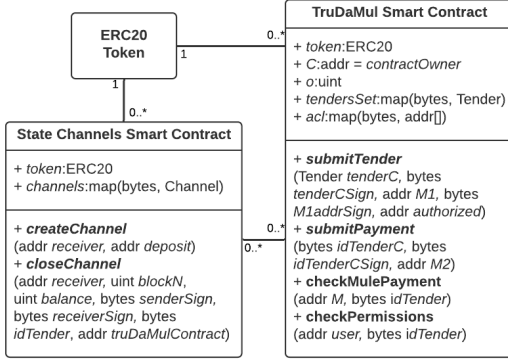 ERC20
Token
1
1
0..*
0..*
State Channels Smart Contract
+ token:ERC20
+ channels:map(bytes, Channel)
+ createChannel
(addr receiver, addr deposit)
+ closeChannel
(addr receiver, uint blockN,
uint balance, bytes senderSign,
bytes receiverSign, bytes
idTender, addr truDaMulContract)
0..*
0..*
TruDaMul Smart Contract
+ token:ERC20
+ C:addr = contractOwner
+ o:uint
+ tendersSet:map(bytes, Tender)
+ acl:map(bytes, addr[])
+ submitTender
(Tender tenderC, bytes
tenderCSign, addr M1, bytes
M1addrSign, addr authorized)
+ submitPayment
(bytes idTenderC, bytes
idTenderCSign, addr M2)
+ checkMulePayment
(addr M, bytes idTender)
+ checkPermissions
(addr user, bytes idTender)